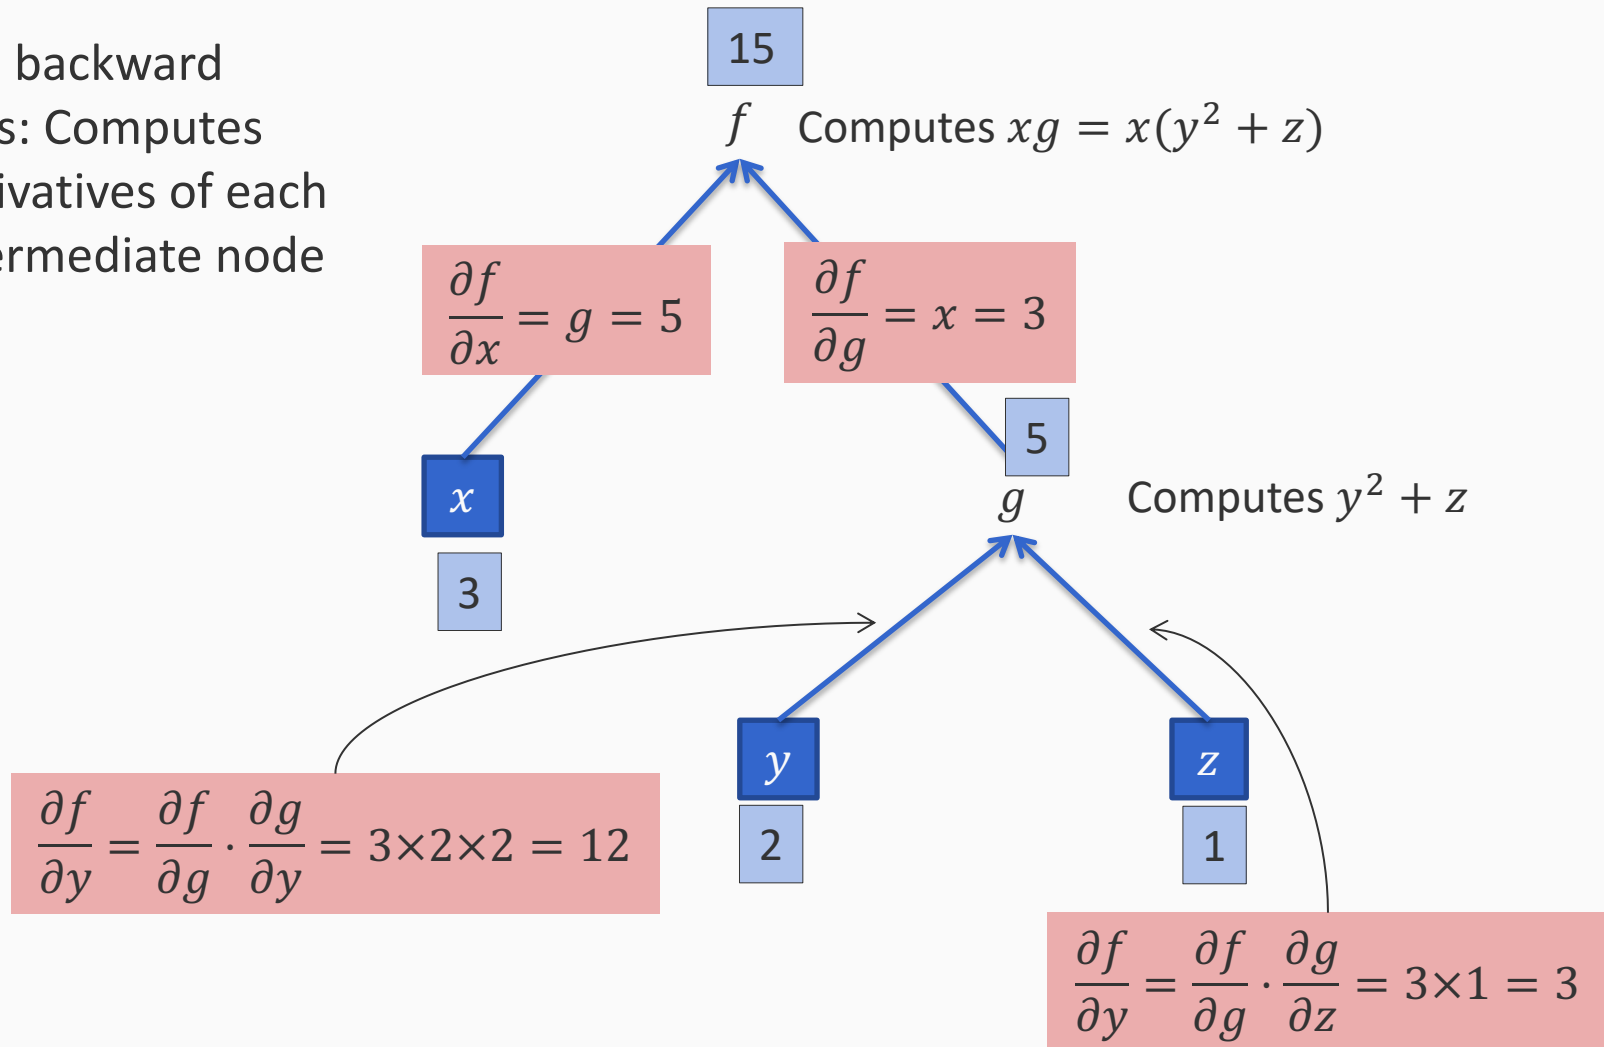 backward
s: Computes
ivatives of each
ermediate node
15
f Computes xg = x(y² + z)
∂f/∂x = g = 5
∂f/∂g = x = 3
5
x
g Computes y² + z
3
y
z
2
1
∂f/∂y = ∂f/∂g · ∂g/∂y = 3×2×2 = 12
∂f/∂y = ∂f/∂g · ∂g/∂z = 3×1 = 3